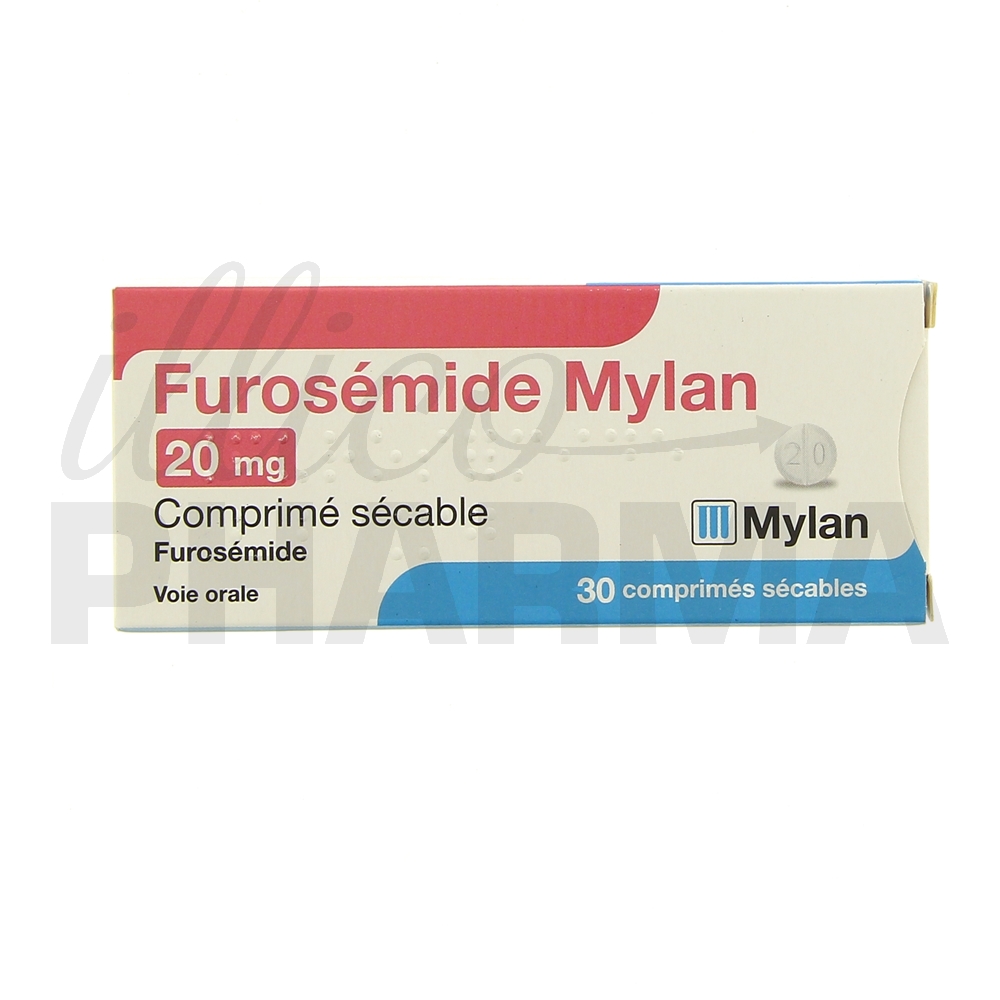 Furosémide Mylan
20 mg
Comprimé sécable
Furosémide
Voie orale
20
Mylan
30 comprimés sécables
illico
PHARMA